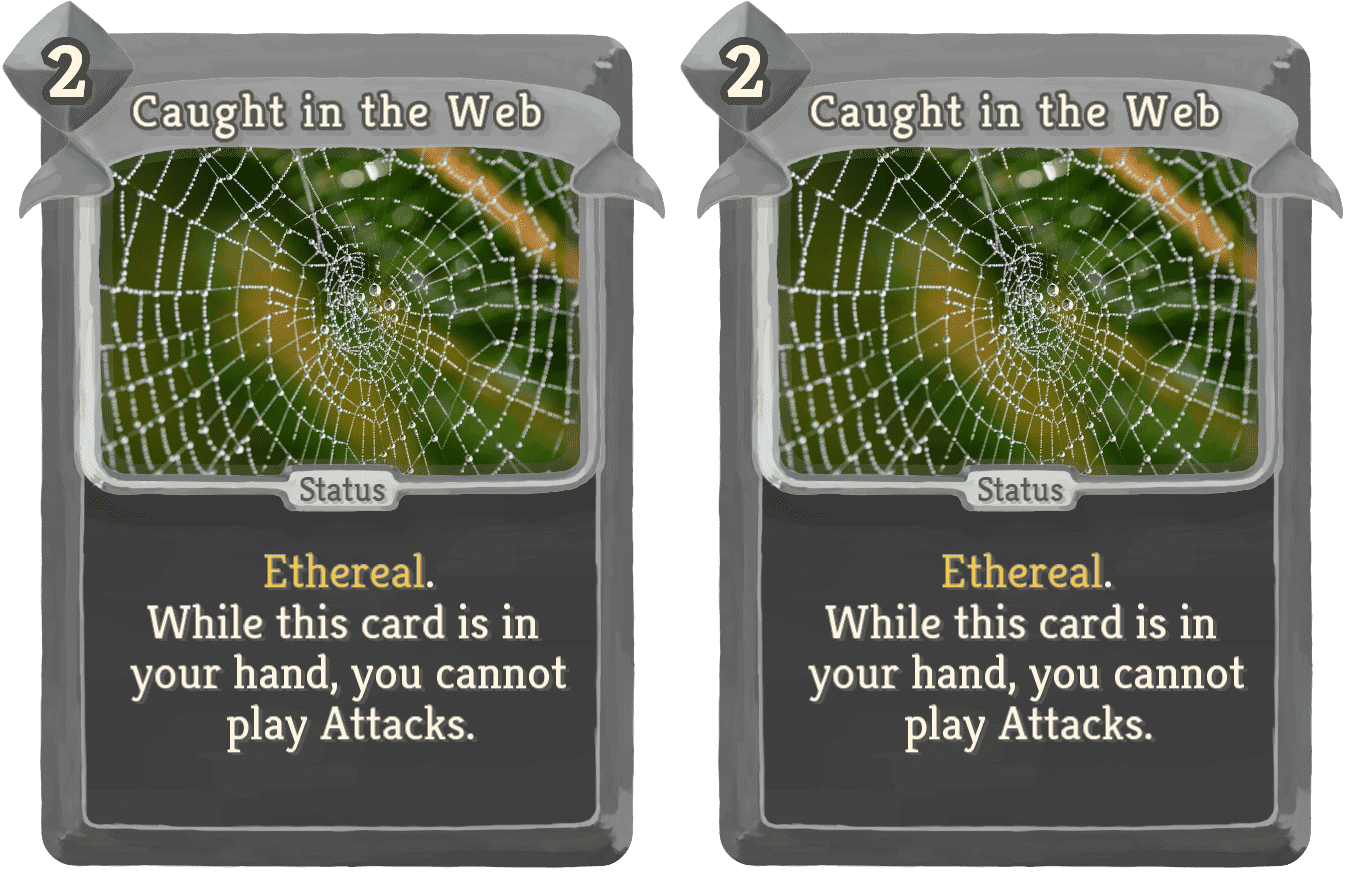 2
Caught in the Web
Status
Ethereal.
While this card is in
your hand, you cannot
play Attacks.
2
Caught in the Web
Status
Ethereal.
While this card is in
your hand, you cannot
play Attacks.